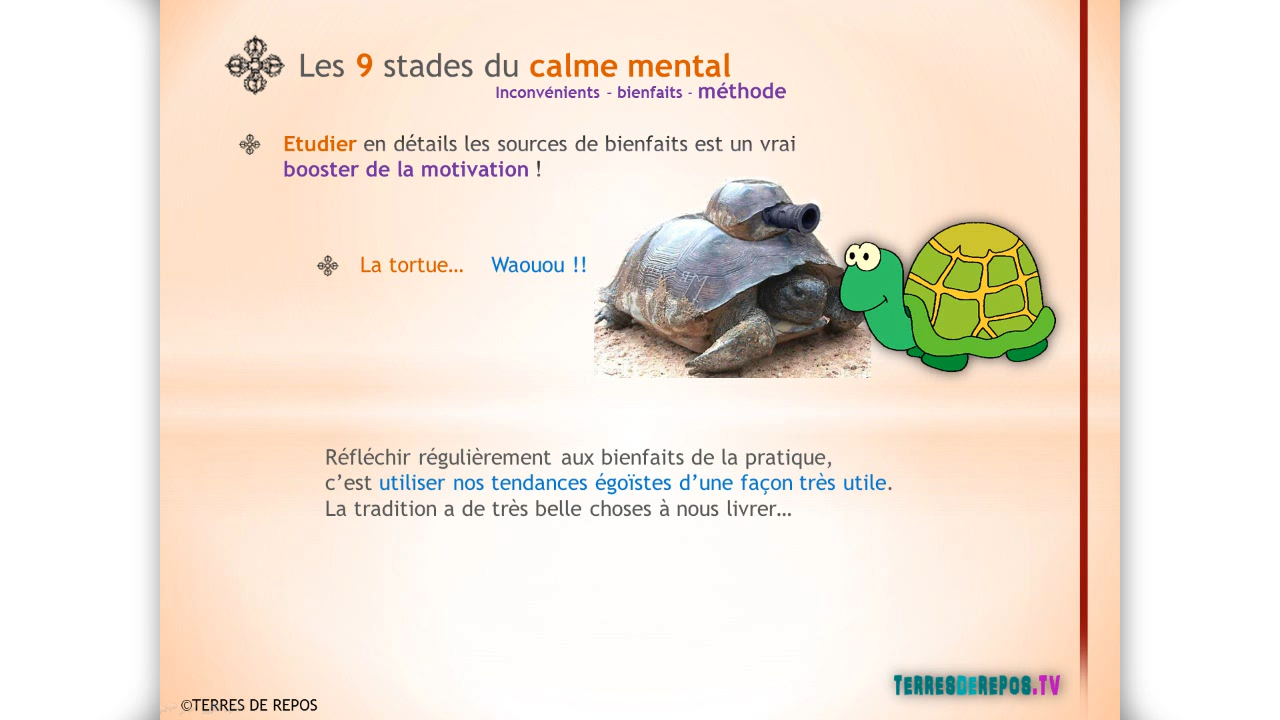 Les 9 stades du calme mental
Inconvénients - bienfaits - méthode
Etudier en détails les sources de bienfaits est un vrai
booster de la motivation !
La tortue... Waouou !!
Réfléchir régulièrement aux bienfaits de la pratique,
c'est utiliser nos tendances égoïstes d'une façon très utile.
La tradition a de très belle choses à nous livrer...
TERRESDEREPOS.TV
©TERRES DE REPOS